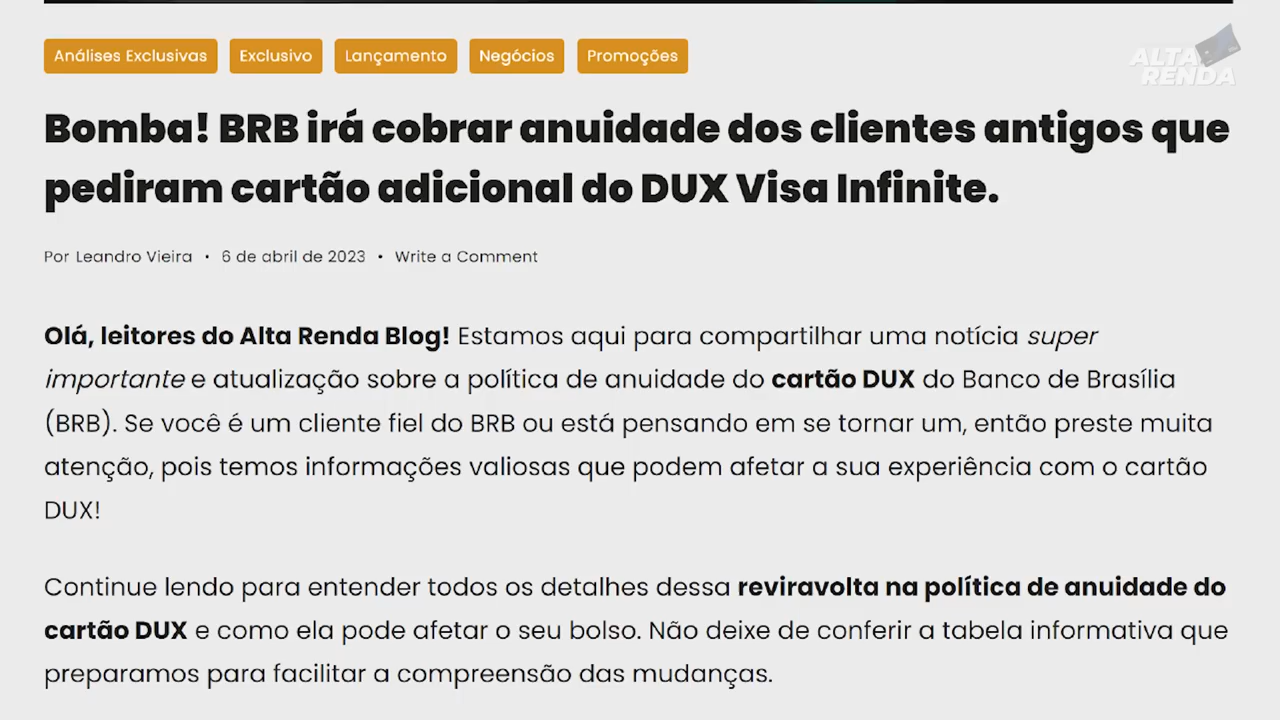 Análises Exclusivas Exclusivo Lançamento Negócios Promoções
ALTA
RENDA
Bomba! BRB irá cobrar anuidade dos clientes antigos que
pediram cartão adicional do DUX Visa Infinite.
Por Leandro Vieira • 6 de abril de 2023 • Write a Comment
Olá, leitores do Alta Renda Blog! Estamos aqui para compartilhar uma notícia super
importante e atualização sobre a política de anuidade do cartão DUX do Banco de Brasília
(BRB). Se você é um cliente fiel do BRB ou está pensando em se tornar um, então preste muita
atenção, pois temos informações valiosas que podem afetar a sua experiência com o cartão
DUX!
Continue lendo para entender todos os detalhes dessa reviravolta na política de anuidade do
cartão DUX e como ela pode afetar o seu bolso. Não deixe de conferir a tabela informativa que
preparamos para facilitar a compreensão das mudanças.